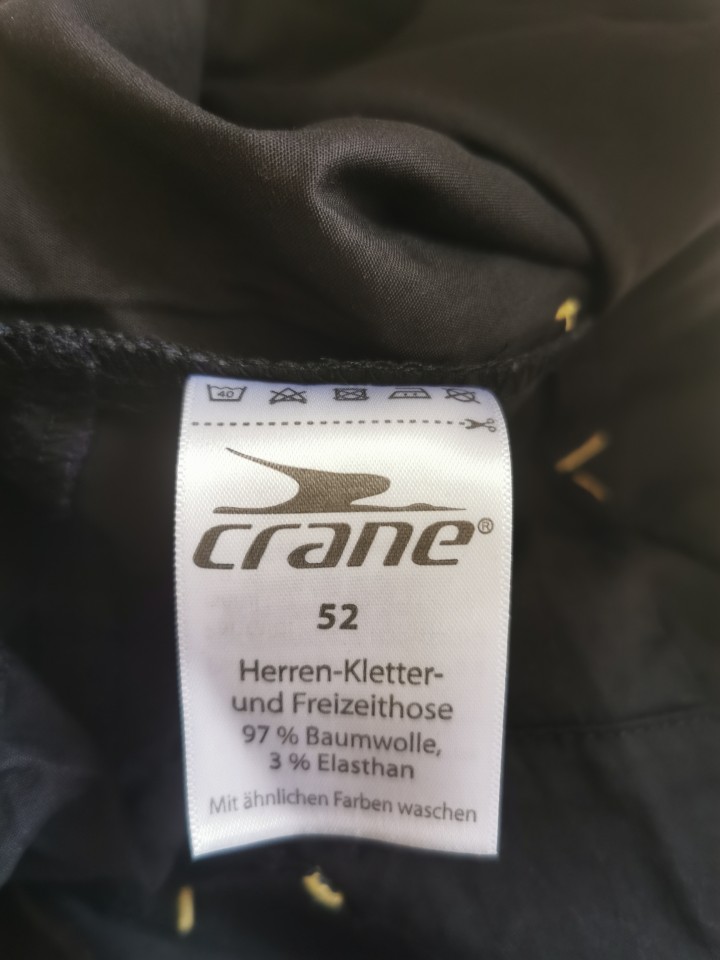 40
crane®
52
Herren-Kletter-
und Freizeithose
97 % Baumwolle,
3 % Elasthan
Mit ähnlichen Farben waschen